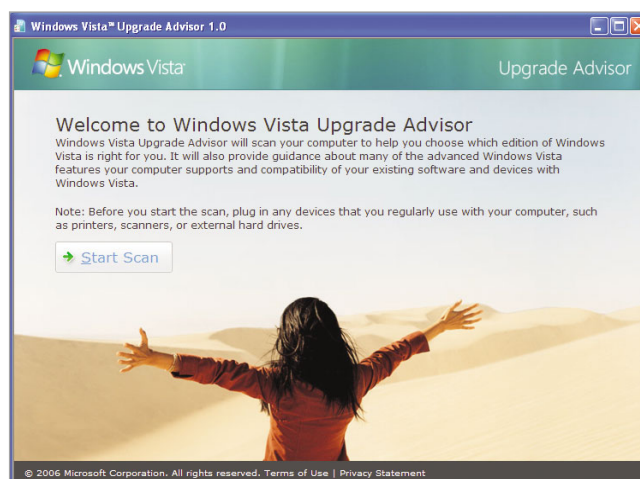 Windows Vista™ Upgrade Advisor 1.0
Windows Vista™
Upgrade Advisor
Welcome to Windows Vista Upgrade Advisor
Windows Vista Upgrade Advisor will scan your computer to help you choose which edition of Windows
Vista is right for you. It will also provide guidance about many of the advanced Windows Vista
features your computer supports and compatibility of your existing software and devices with
Windows Vista.
Note: Before you start the scan, plug in any devices that you regularly use with your computer, such
as printers, scanners, or external hard drives.
Start Scan
© 2006 Microsoft Corporation. All rights reserved. Terms of Use | Privacy Statement